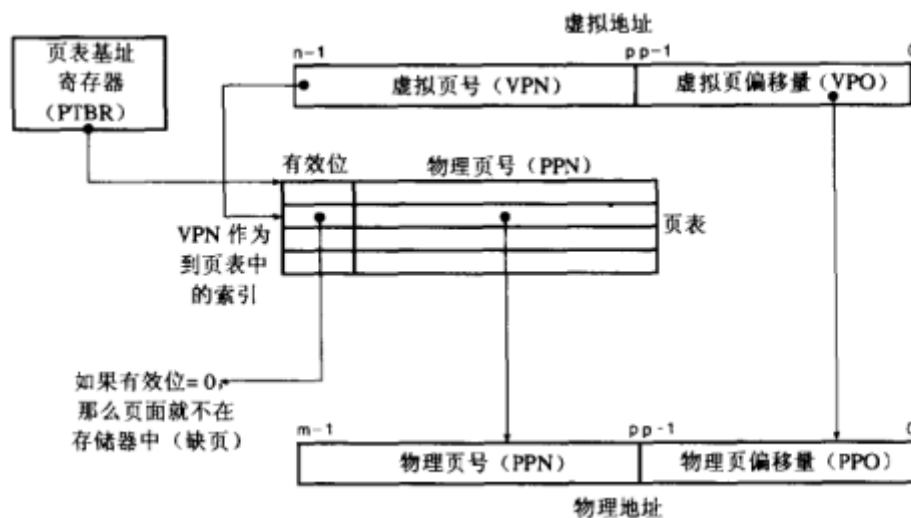 虚拟地址
页表基址
寄存器
(PTBR)
n-1
p p-1
0
虚拟页号 (VPN)
虚拟页偏移量 (VPO)
有效位
物理页号 (PPN)
页表
VPN 作为
到页表中
的索引
如果有效位=0,
那么页面就不在
存储器中 (缺页)
m-1
p p-1
0
物理页号 (PPN)
物理页偏移量 (PPO)
物理地址